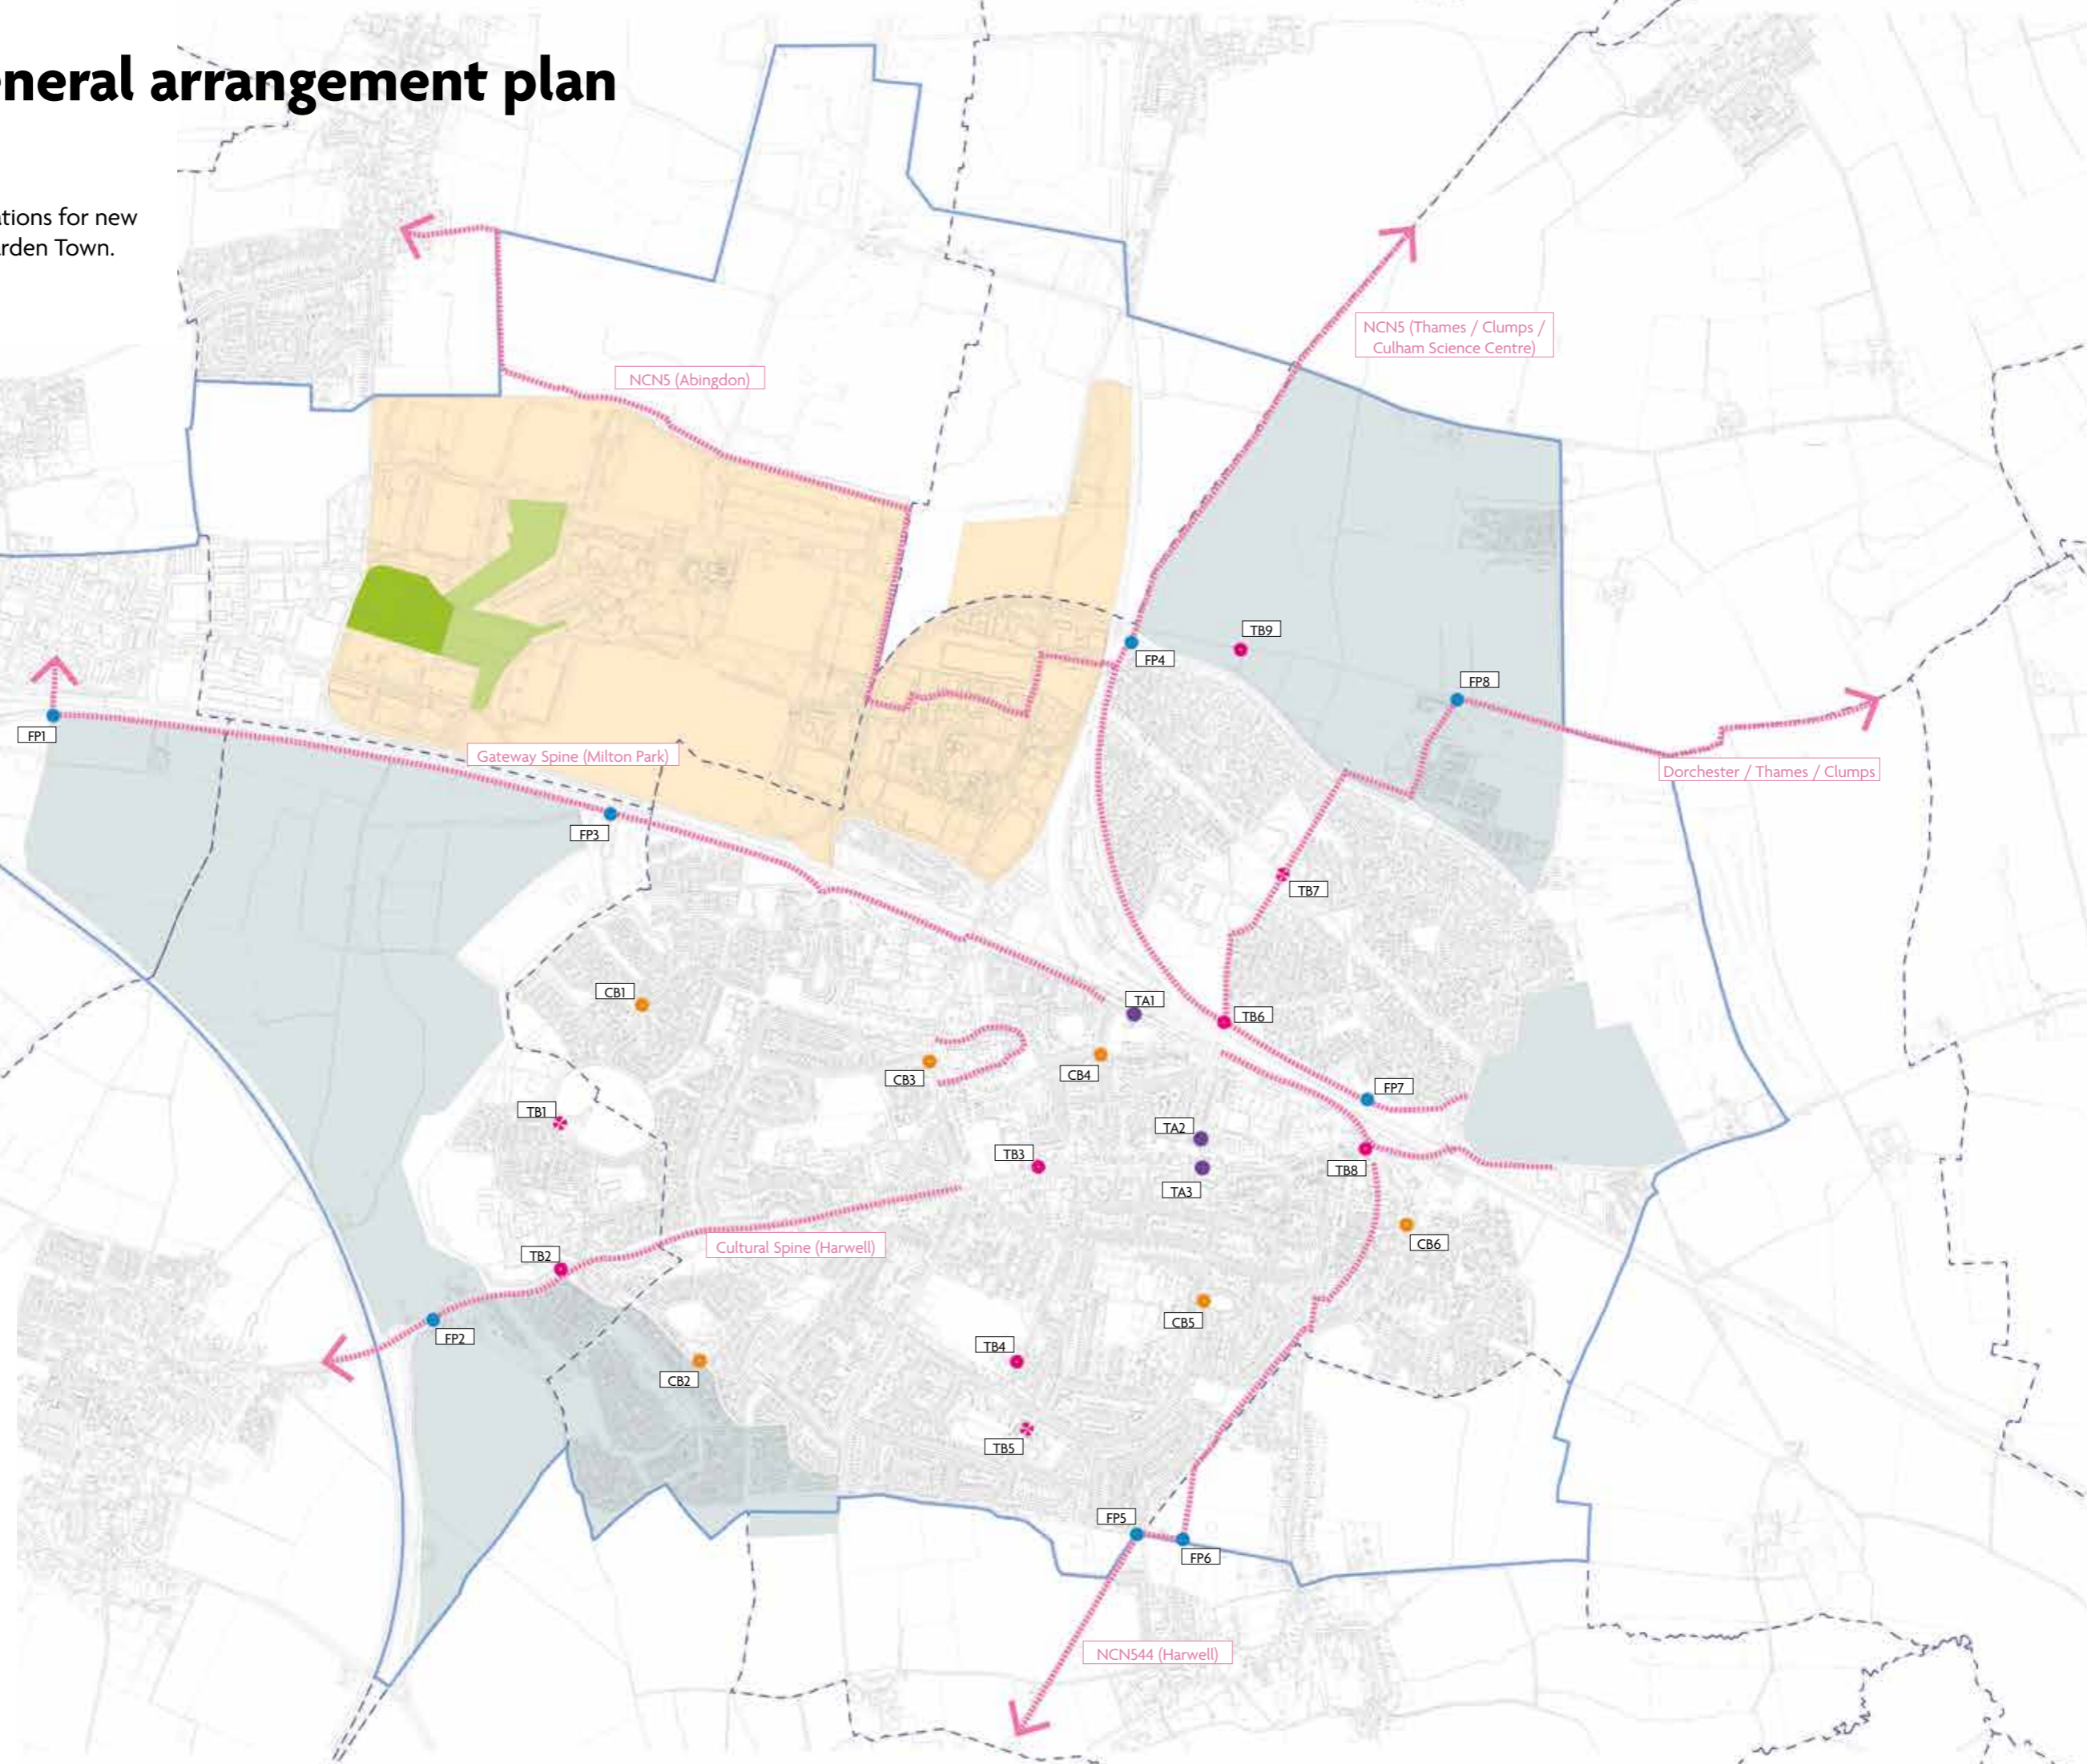 neral arrangement plan
tions for new
rden Town.
NCN5 (Thames / Clumps /
Culham Science Centre)
NCN5 (Abingdon)
TB9
FP4
FP8
FP1
Gateway Spine (Milton Park)
Dorchester / Thames / Clumps
FP3
TB7
CB1
TA1
TB6
CB3
CB4
FP7
TB1
TA2
TB3
TB8
TA3
CB6
Cultural Spine (Harwell)
TB2
CB5
FP2
TB4
CB2
TB5
FP5
FP6
NCN544 (Harwell)